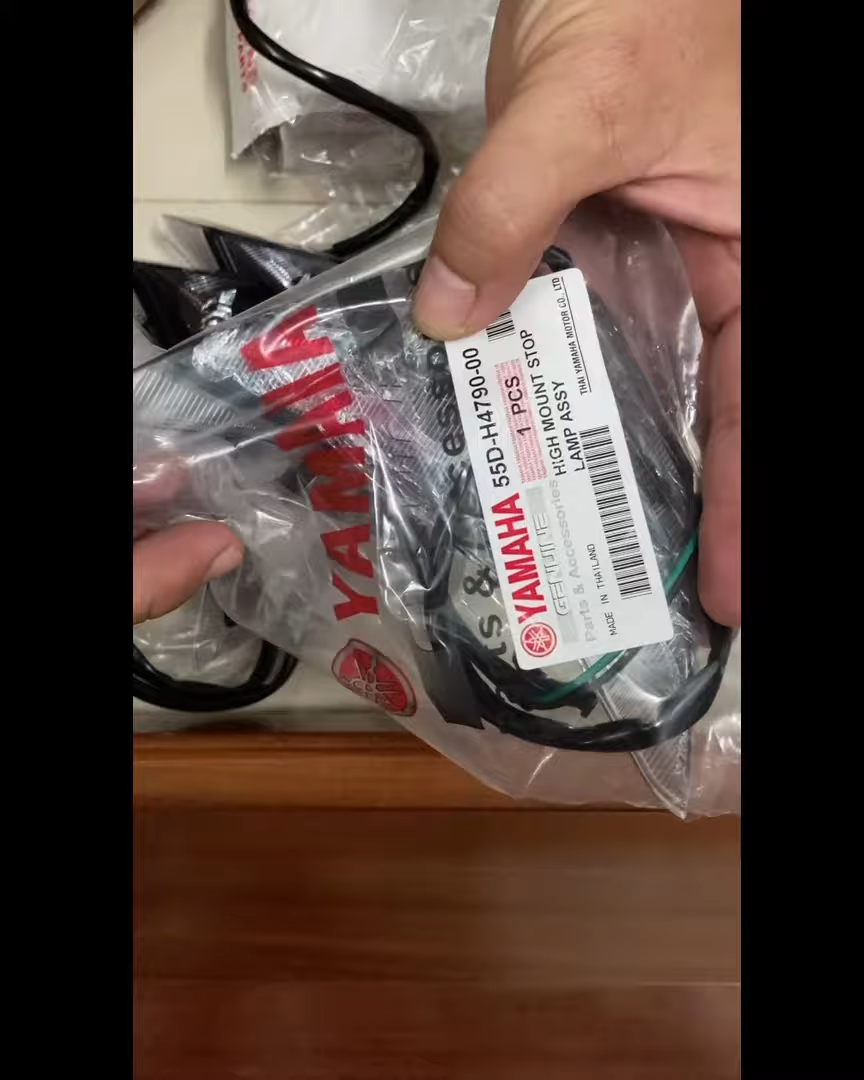 YAMAHA 55D-H4790-00
GENUINE 1 PCS
Parts & Accessories HIGH MOUNT STOP
LAMP ASSY
MADE IN THAILAND THAI YAMAHA MOTOR CO., LTD
YAMAHA